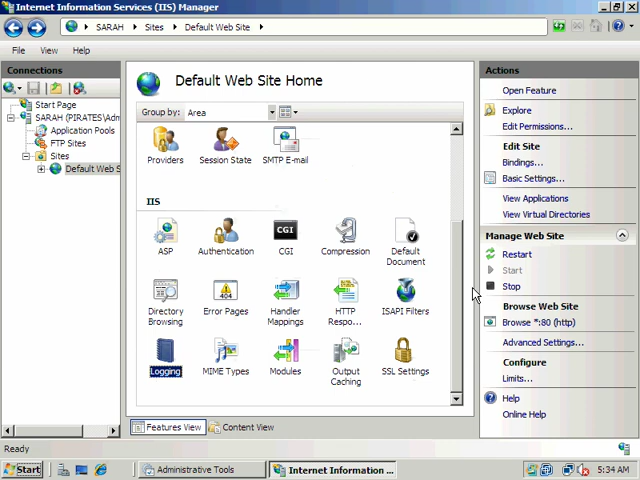 Internet Information Services (IIS) Manager
SARAH
Sites
Default Web Site
File
View
Help
Connections
Start Page
SARAH (PIRATES\Adm
Application Pools
FTP Sites
Sites
Default Web S
Default Web Site Home
Group by:
Area
Providers
Session State
SMTP E-mail
IIS
ASP
Authentication
CGI
CGI
Compression
Default
Document
Directory
Browsing
404
Error Pages
Handler
Mappings
HTTP
Respo...
ISAPI Filters
Logging
MIME Types
Modules
Output
Caching
SSL Settings
Features View
Content View
Actions
Open Feature
Explore
Edit Permissions...
Edit Site
Bindings...
Basic Settings...
View Applications
View Virtual Directories
Manage Web Site
Restart
Start
Stop
Browse Web Site
Browse *:80 (http)
Advanced Settings...
Configure
Limits...
Help
Online Help
Ready
Start
Administrative Tools
Internet Information ...
5:34 AM